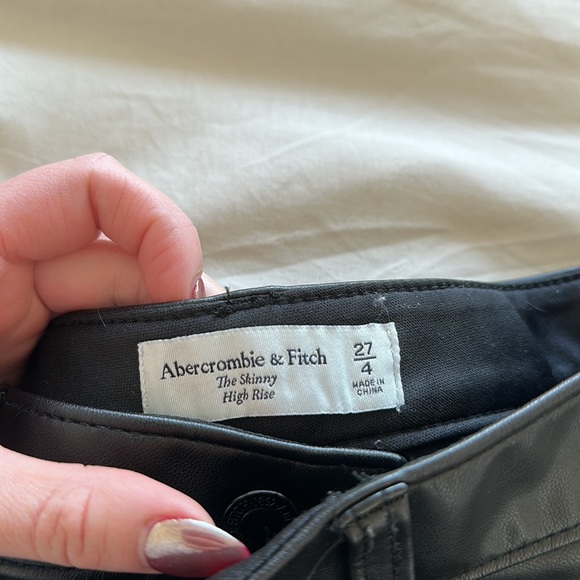 Abercrombie & Fitch
The Skinny
High Rise
27
4
MADE IN
CHINA